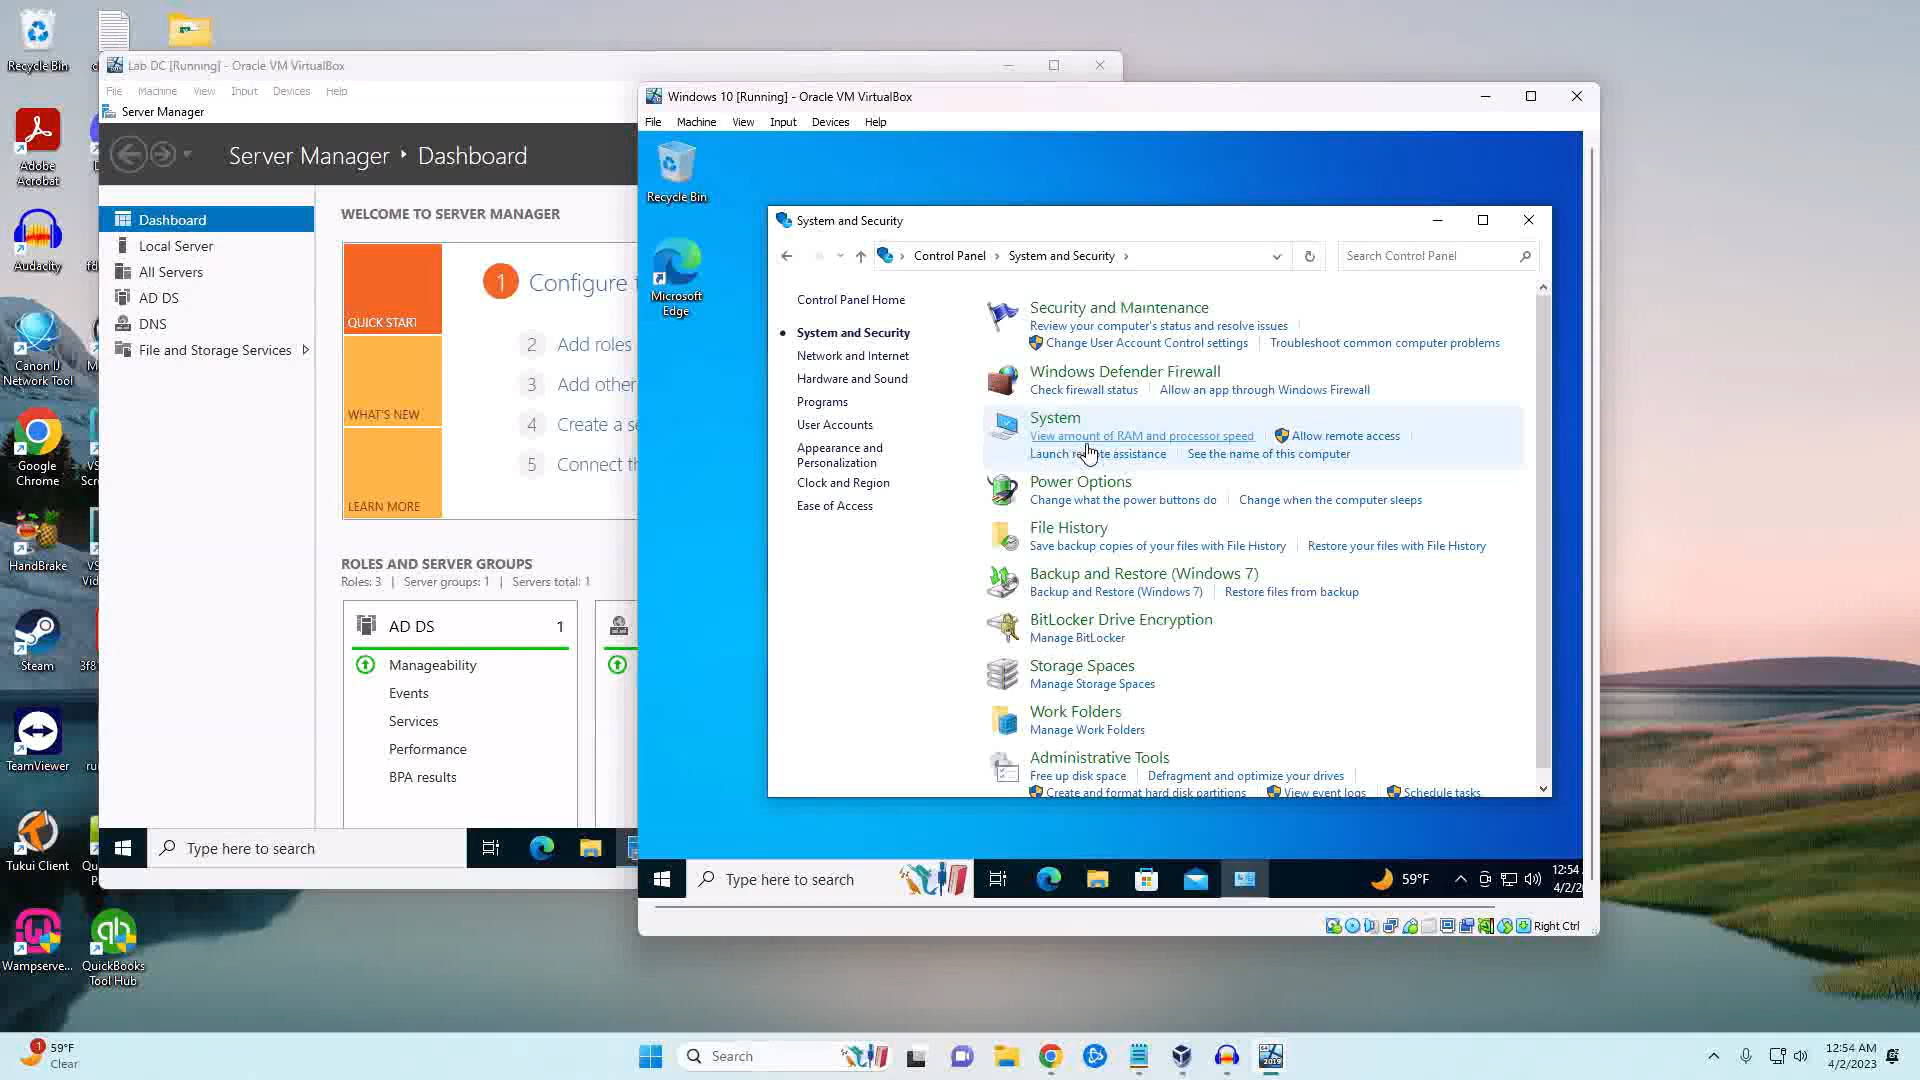 Recycle Bin
Adobe
Acrobat
Audacity
Canon IJ
Network Tool
Google
Chrome
HandBrake
Steam
TeamViewer
Tukui Client
Wampserve...
QuickBooks
Tool Hub
Lab DC [Running] - Oracle VM VirtualBox
File Machine View Input Devices Help
Server Manager
Server Manager ‣ Dashboard
Dashboard
Local Server
All Servers
AD DS
DNS
File and Storage Services
WELCOME TO SERVER MANAGER
QUICK START
WHAT'S NEW
LEARN MORE
1 Configure
2 Add roles
3 Add other
4 Create a se
5 Connect th
ROLES AND SERVER GROUPS
Roles: 3 | Server groups: 1 | Servers total: 1
AD DS 1
Manageability
Events
Services
Performance
BPA results
Type here to search
Windows 10 [Running] - Oracle VM VirtualBox
File Machine View Input Devices Help
Recycle Bin
Microsoft
Edge
System and Security
Control Panel > System and Security >
Search Control Panel
Control Panel Home
System and Security
Network and Internet
Hardware and Sound
Programs
User Accounts
Appearance and
Personalization
Clock and Region
Ease of Access
Security and Maintenance
Review your computer's status and resolve issues
Change User Account Control settings Troubleshoot common computer problems
Windows Defender Firewall
Check firewall status Allow an app through Windows Firewall
System
View amount of RAM and processor speed Allow remote access
Launch remote assistance See the name of this computer
Power Options
Change what the power buttons do Change when the computer sleeps
File History
Save backup copies of your files with File History Restore your files with File History
Backup and Restore (Windows 7)
Backup and Restore (Windows 7) Restore files from backup
BitLocker Drive Encryption
Manage BitLocker
Storage Spaces
Manage Storage Spaces
Work Folders
Manage Work Folders
Administrative Tools
Free up disk space Defragment and optimize your drives
Create and format hard disk partitions View event logs Schedule tasks
Type here to search
59°F
12:54
4/2/2
Right Ctrl
1
59°F
Clear
Search
2019
12:54 AM
4/2/2023